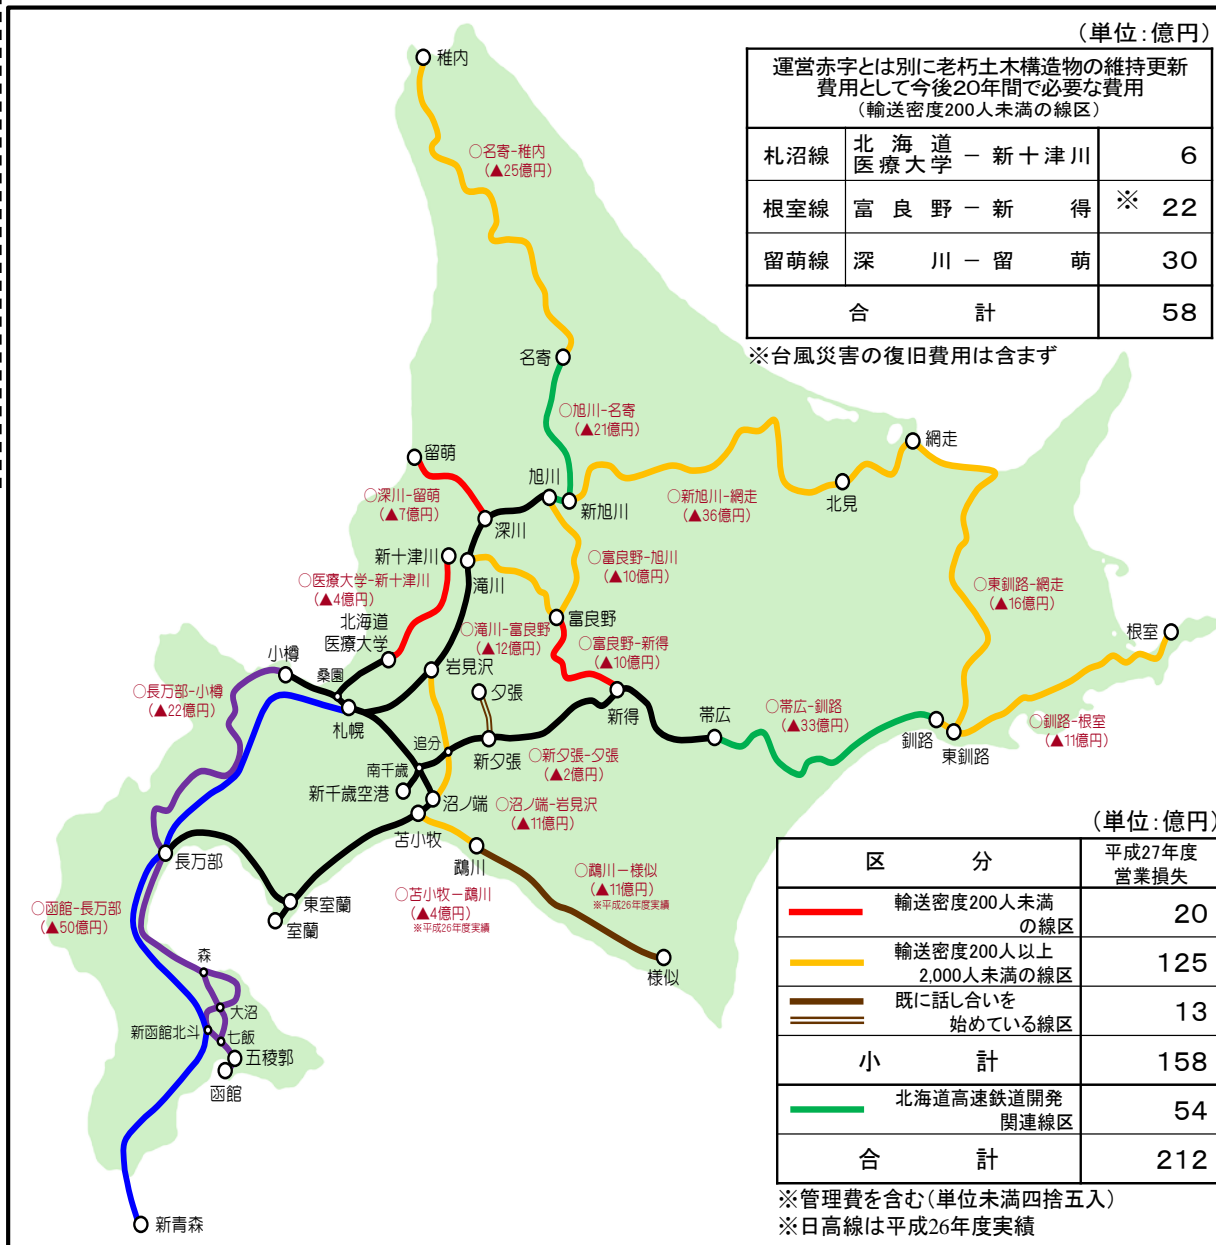 (単位：億円)
運営赤字とは別に老朽土木構造物の維持更新
費用として今後20年間で必要な費用
(輸送密度200人未満の線区)
札沼線 北海道医療大学 － 新十津川 6
根室線 富良野 － 新得 ※ 22
留萌線 深川 － 留萌 30
合計 58
※台風災害の復旧費用は含まず
稚内
○名寄-稚内
(▲25億円)
名寄
○旭川-名寄
(▲21億円)
留萌
旭川
網走
○深川-留萌
(▲7億円)
新旭川
○新旭川-網走
(▲36億円)
北見
深川
新十津川
滝川
○富良野-旭川
(▲10億円)
○医療大学-新十津川
(▲4億円)
○東釧路-網走
(▲16億円)
北海道
医療大学
○滝川-富良野
(▲12億円)
富良野
○富良野-新得
(▲10億円)
根室
小樽
桑園
岩見沢
夕張
○長万部-小樽
(▲22億円)
札幌
新得
帯広
○帯広-釧路
(▲33億円)
釧路
東釧路
○釧路-根室
(▲11億円)
追分
新夕張
○新夕張-夕張
(▲2億円)
南千歳
新千歳空港
沼ノ端
○沼ノ端-岩見沢
(▲11億円)
苫小牧
長万部
鵡川
○鵡川－様似
(▲11億円)
※平成26年度実績
○苫小牧－鵡川
(▲4億円)
※平成26年度実績
東室蘭
室蘭
○函館-長万部
(▲50億円)
様似
森
大沼
新函館北斗
七飯
五稜郭
函館
新青森
(単位：億円)
区分 平成27年度
営業損失
輸送密度200人未満
の線区 20
輸送密度200人以上
2,000人未満の線区 125
既に話し合いを
始めている線区 13
小計 158
北海道高速鉄道開発
関連線区 54
合計 212
※管理費を含む(単位未満四捨五入)
※日高線は平成26年度実績